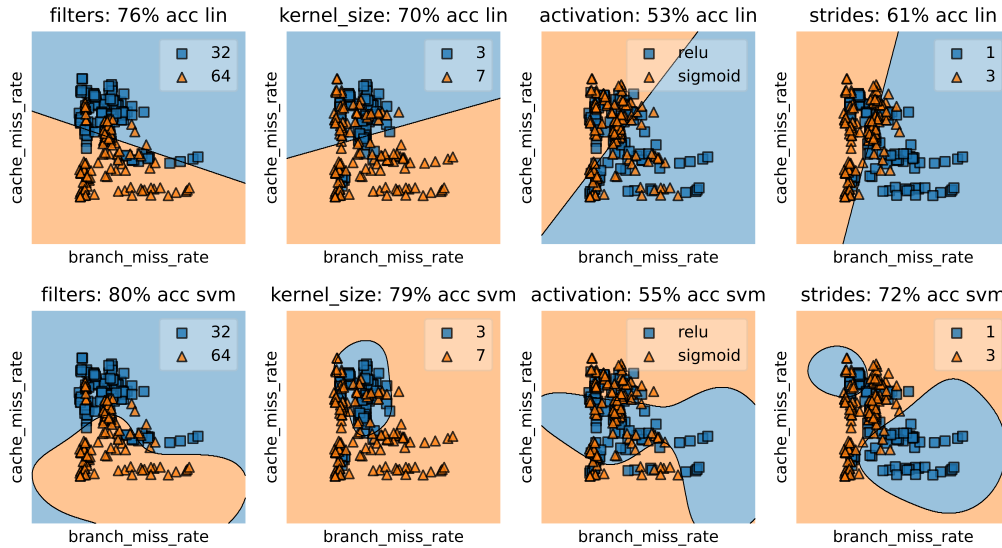 filters: 76% acc lin
kernel_size: 70% acc lin
activation: 53% acc lin
strides: 61% acc lin
32
64
3
7
relu
sigmoid
1
3
cache_miss_rate
cache_miss_rate
cache_miss_rate
cache_miss_rate
branch_miss_rate
branch_miss_rate
branch_miss_rate
branch_miss_rate
filters: 80% acc svm
kernel_size: 79% acc svm
activation: 55% acc svm
strides: 72% acc svm
32
64
3
7
relu
sigmoid
1
3
cache_miss_rate
cache_miss_rate
cache_miss_rate
cache_miss_rate
branch_miss_rate
branch_miss_rate
branch_miss_rate
branch_miss_rate